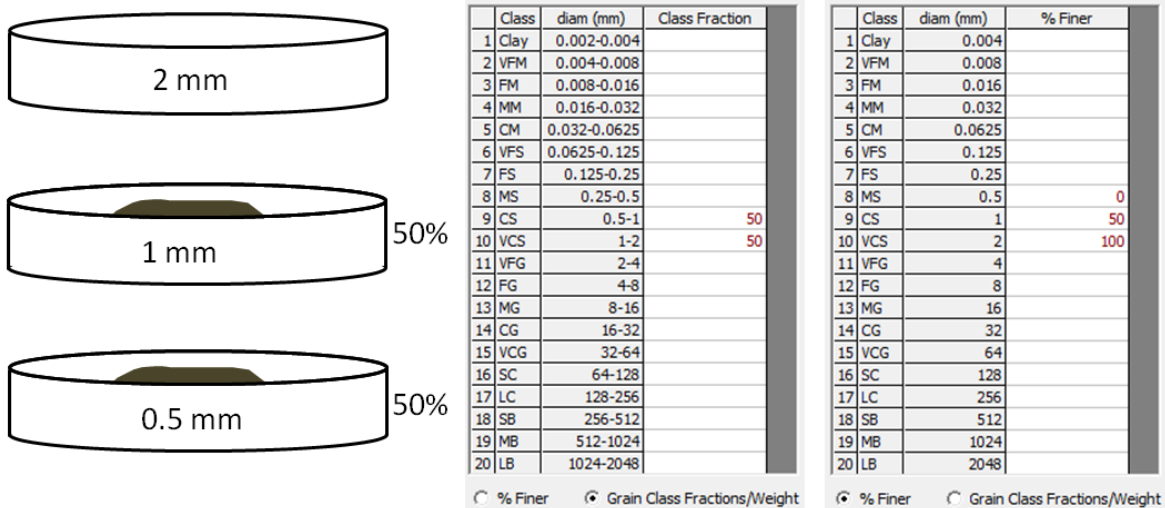 2 mm
1 mm
50%
0.5 mm
50%
Class diam (mm) Class Fraction
1 Clay 0.002-0.004
2 VFM 0.004-0.008
3 FM 0.008-0.016
4 MM 0.016-0.032
5 CM 0.032-0.0625
6 VFS 0.0625-0.125
7 FS 0.125-0.25
8 MS 0.25-0.5
9 CS 0.5-1 50
10 VCS 1-2 50
11 VFG 2-4
12 FG 4-8
13 MG 8-16
14 CG 16-32
15 VCG 32-64
16 SC 64-128
17 LC 128-256
18 SB 256-512
19 MB 512-1024
20 LB 1024-2048
% Finer Grain Class Fractions/Weight
Class diam (mm) % Finer
1 Clay 0.004
2 VFM 0.008
3 FM 0.016
4 MM 0.032
5 CM 0.0625
6 VFS 0.125
7 FS 0.25
8 MS 0.5 0
9 CS 1 50
10 VCS 2 100
11 VFG 4
12 FG 8
13 MG 16
14 CG 32
15 VCG 64
16 SC 128
17 LC 256
18 SB 512
19 MB 1024
20 LB 2048
% Finer Grain Class Fractions/Weight